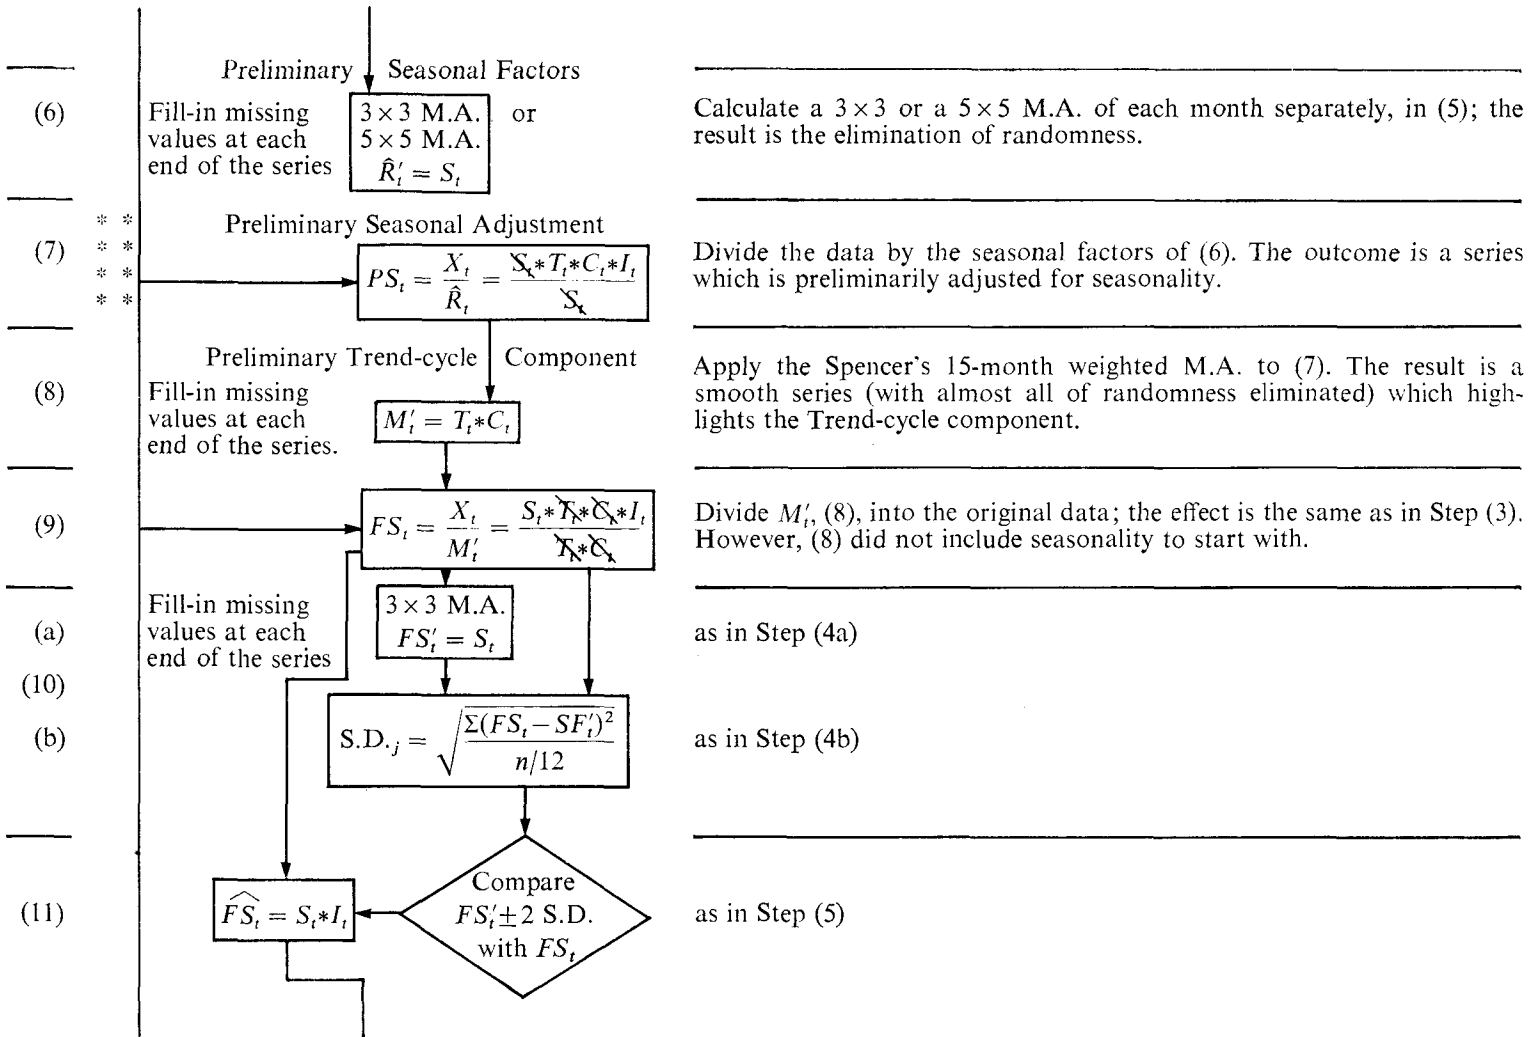 Preliminary Seasonal Factors
(6)
Fill-in missing
values at each
end of the series
3 × 3 M.A. or
5 × 5 M.A.
R̂′ₜ = Sₜ
Calculate a 3 × 3 or a 5 × 5 M.A. of each month separately, in (5); the
result is the elimination of randomness.
(7)
* *
* *
* *
* *
Preliminary Seasonal Adjustment
PSₜ = Xₜ / R̂ₜ = Sₜ*Tₜ*Cₜ*Iₜ / Sₜ
Divide the data by the seasonal factors of (6). The outcome is a series
which is preliminarily adjusted for seasonality.
Preliminary Trend-cycle Component
(8)
Fill-in missing
values at each
end of the series.
M′ₜ = Tₜ*Cₜ
Apply the Spencer's 15-month weighted M.A. to (7). The result is a
smooth series (with almost all of randomness eliminated) which high-
lights the Trend-cycle component.
(9)
FSₜ = Xₜ / M′ₜ = Sₜ*Tₜ*Cₜ*Iₜ / Tₜ*Cₜ
Divide M′ₜ, (8), into the original data; the effect is the same as in Step (3).
However, (8) did not include seasonality to start with.
(a)
Fill-in missing
values at each
end of the series
3 × 3 M.A.
FS′ₜ = Sₜ
as in Step (4a)
(10)
(b)
S.D.ⱼ = √(Σ(FSₜ − SF′ₜ)² / n/12)
as in Step (4b)
(11)
F̂Sₜ = Sₜ*Iₜ
Compare
FS′ₜ ± 2 S.D.
with FSₜ
as in Step (5)